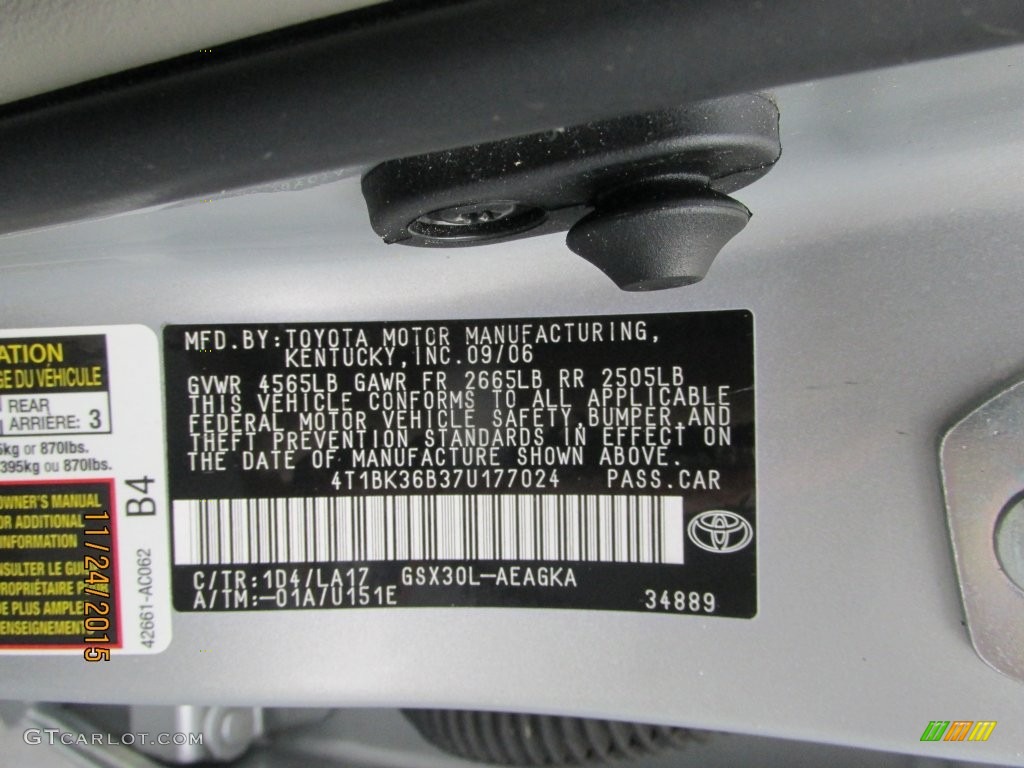 MFD.BY:TOYOTA MOTOR MANUFACTURING,
KENTUCKY,INC.09/06
GVWR 4565LB GAWR FR 2665LB RR 2505LB
THIS VEHICLE CONFORMS TO ALL APPLICABLE
FEDERAL MOTOR VEHICLE SAFETY,BUMPER,AND
THEFT PREVENTION STANDARDS IN EFFECT ON
THE DATE OF MANUFACTURE SHOWN ABOVE.
4T1BK36B37U177024 PASS.CAR
C/TR:1D4/LA17 GSX30L-AEAGKA
A/TM:-01A/U151E
34889
ATION
GE DU VÉHICULE
REAR
ARRIÈRE: 3
kg or 870lbs.
395kg ou 870lbs.
OWNER'S MANUAL
OR ADDITIONAL
INFORMATION
NSULTER LE GUI
PROPRIÉTAIRE P
DE PLUS AMPLE
ENSEIGNEMENT
B4
42661-AC062
11/24/2015
GTCARLOT.COM